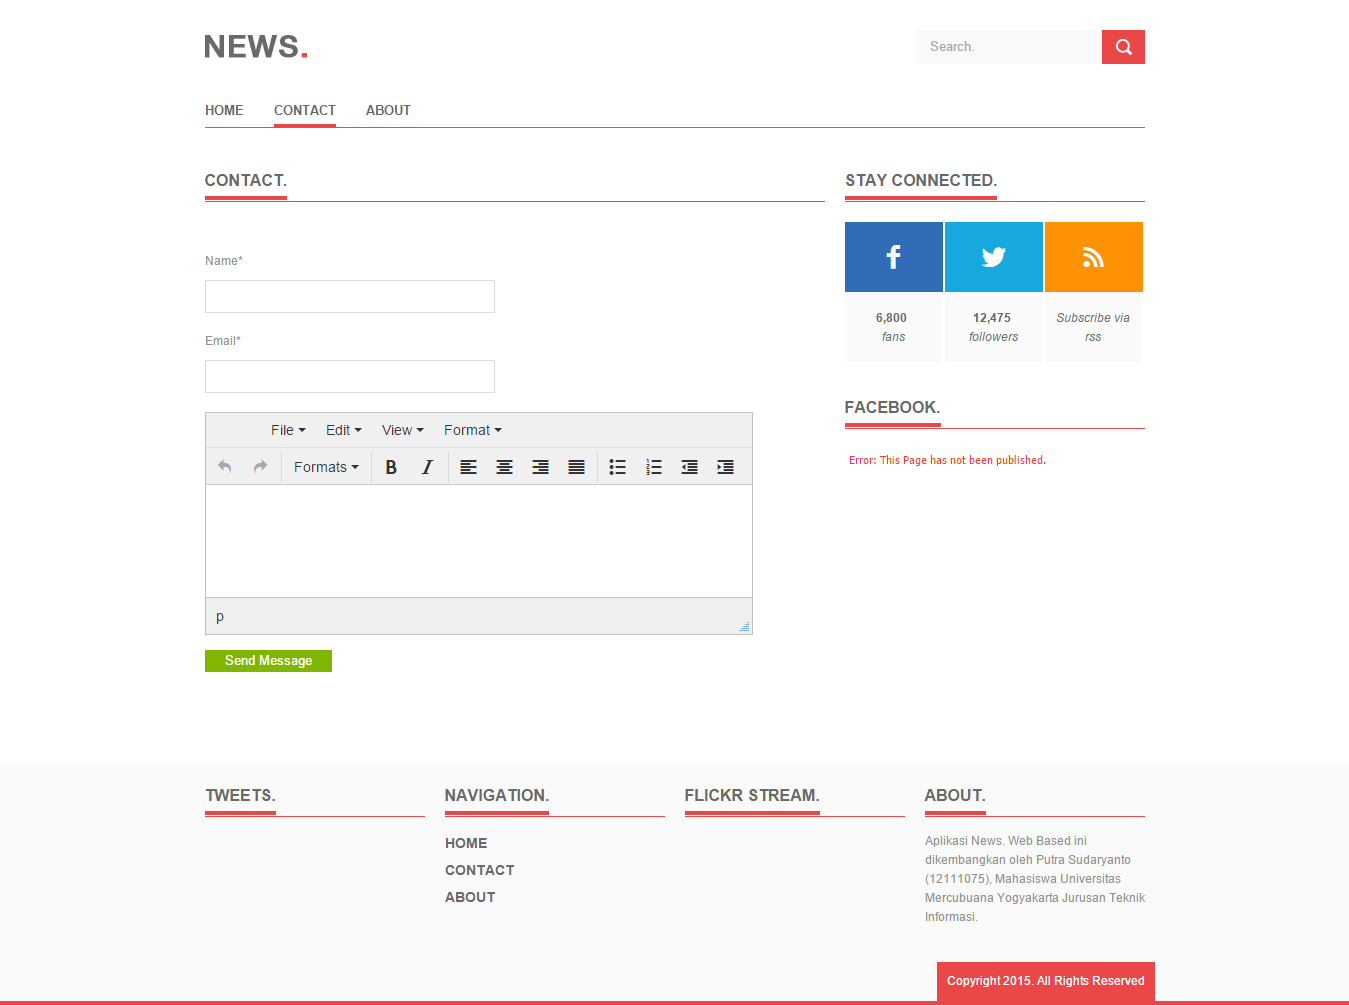 NEWS.
Search.
HOME CONTACT ABOUT
CONTACT.
Name*
Email*
File Edit View Format
Formats B I
p
Send Message
STAY CONNECTED.
6,800
fans
12,475
followers
Subscribe via
rss
FACEBOOK.
Error: This Page has not been published.
TWEETS.
NAVIGATION.
HOME
CONTACT
ABOUT
FLICKR STREAM.
ABOUT.
Aplikasi News. Web Based ini
dikembangkan oleh Putra Sudaryanto
(12111075), Mahasiswa Universitas
Mercubuana Yogyakarta Jurusan Teknik
Informasi.
Copyright 2015. All Rights Reserved